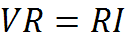 VR = RI